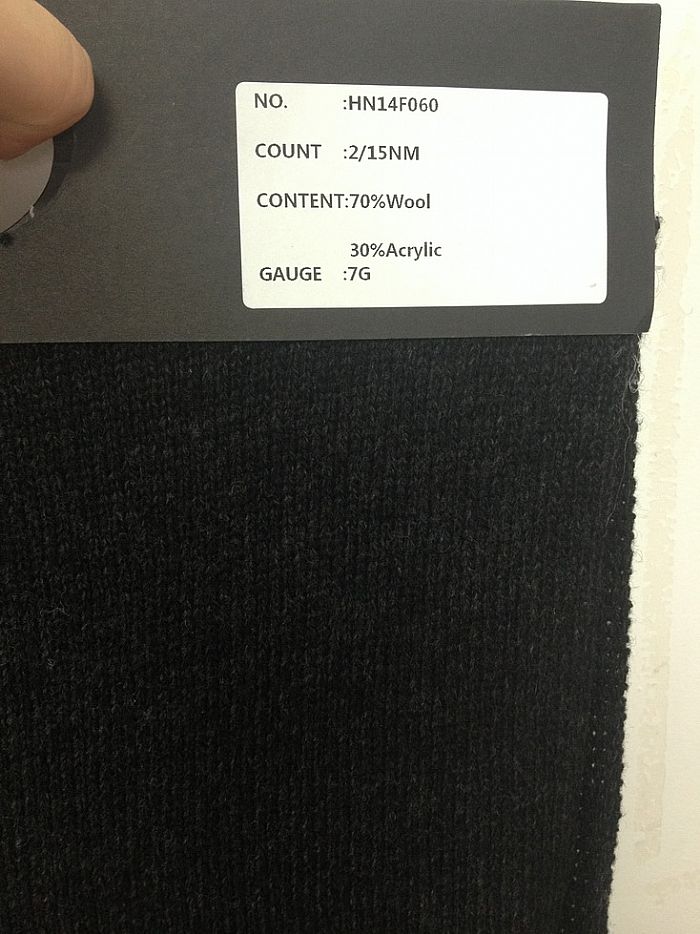 NO. :HN14F060
COUNT :2/15NM
CONTENT:70%Wool
30%Acrylic
GAUGE :7G